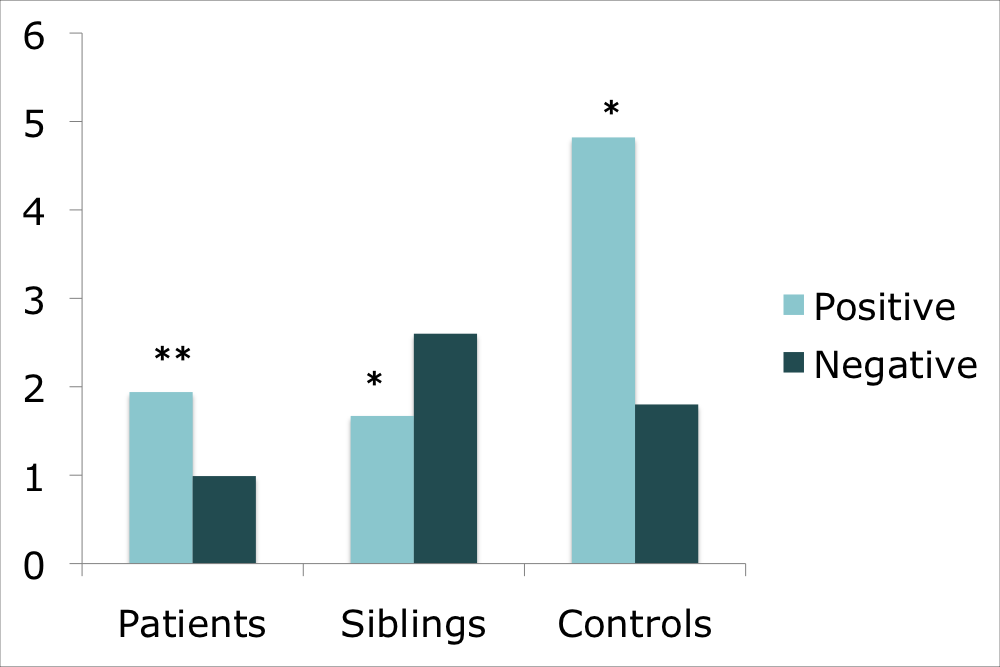 6
5
4
3
2
1
0
**
*
*
Patients
Siblings
Controls
Positive
Negative